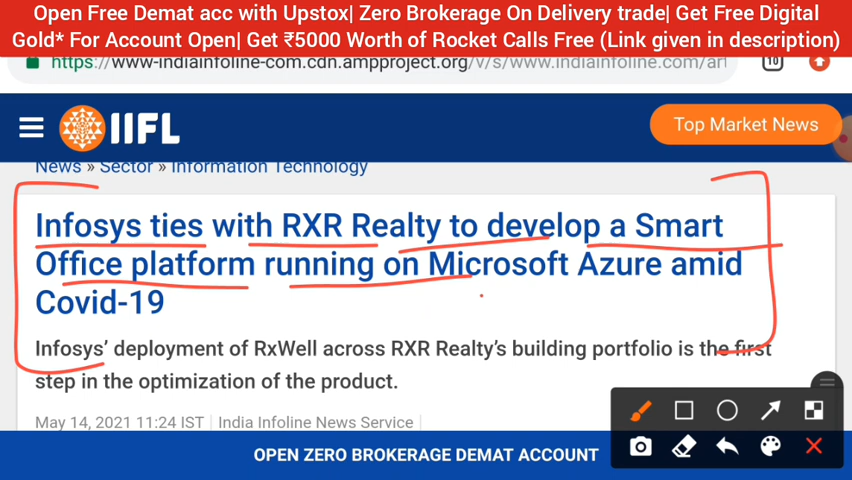 Open Free Demat acc with Upstox| Zero Brokerage On Delivery trade| Get Free Digital
Gold* For Account Open| Get ₹5000 Worth of Rocket Calls Free (Link given in description)
https://www-indiainfoline-com.cdn.ampproject.org/v/s/www.indiainfoline.com/art
10
IIFL
Top Market News
News » Sector » Information Technology
Infosys ties with RXR Realty to develop a Smart
Office platform running on Microsoft Azure amid
Covid-19
Infosys’ deployment of RxWell across RXR Realty’s building portfolio is the first
step in the optimization of the product.
May 14, 2021 11:24 IST | India Infoline News Service
OPEN ZERO BROKERAGE DEMAT ACCOUNT